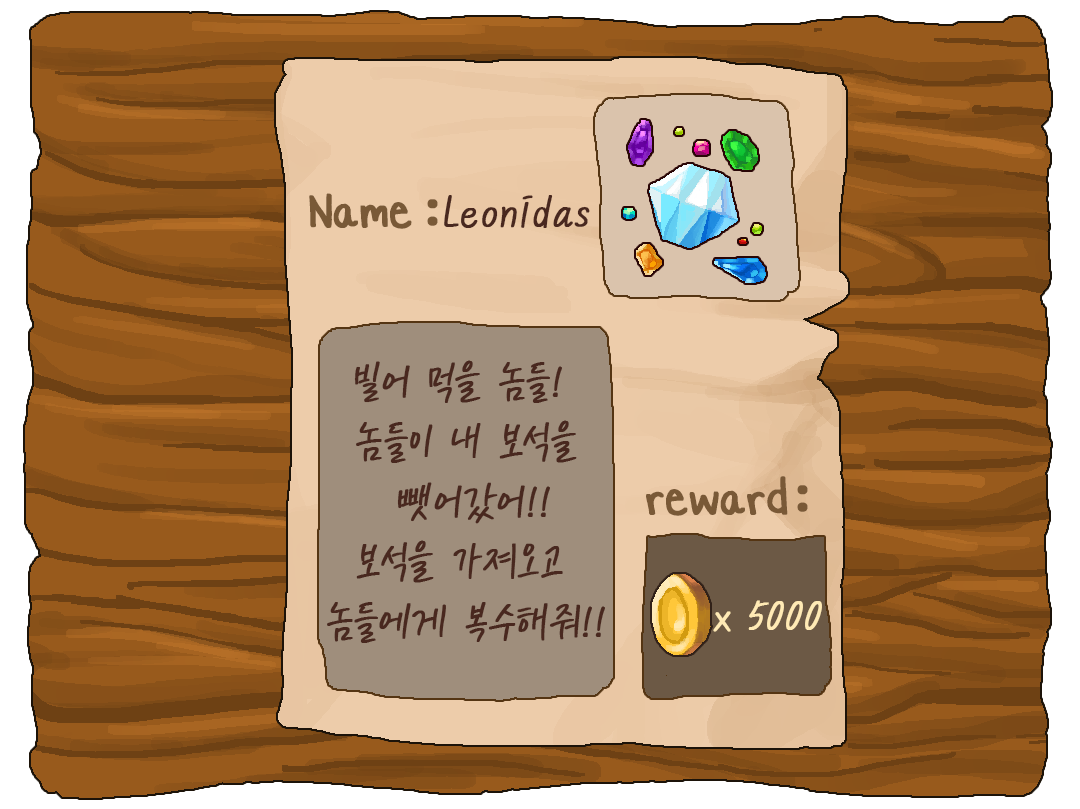 Name : Leonīdas
빌어 먹을 놈들!
놈들이 내 보석을
뺏어갔어!!
보석을 가져오고
놈들에게 복수해줘!!
reward:
x 5000